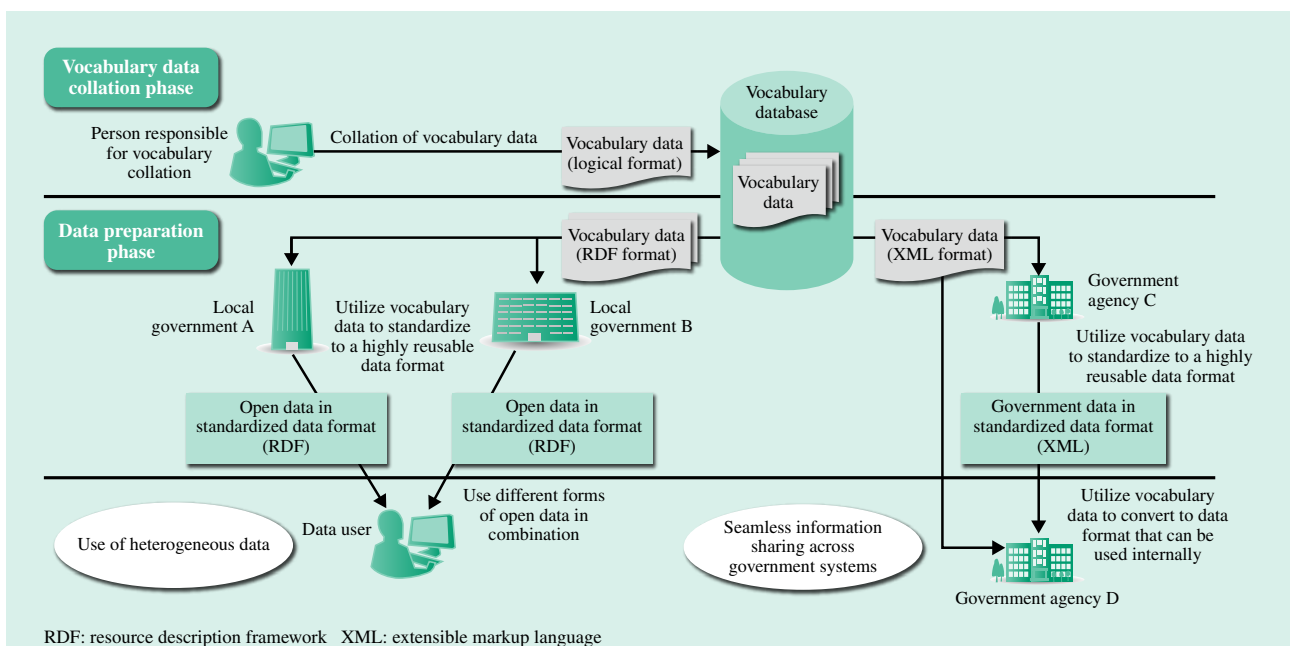 Vocabulary data
collation phase
Person responsible
for vocabulary
collation
Collation of vocabulary data
Vocabulary data
(logical format)
Vocabulary
database
Vocabulary
data
Data preparation
phase
Vocabulary data
(RDF format)
Vocabulary data
(XML format)
Local
government A
Utilize vocabulary
data to standardize
to a highly reusable
data format
Local
government B
Government
agency C
Utilize vocabulary data
to standardize to a highly
reusable data format
Open data in
standardized data format
(RDF)
Open data in
standardized data format
(RDF)
Government data in
standardized data format
(XML)
Use of heterogeneous data
Data user
Use different forms
of open data in
combination
Seamless information
sharing across
government systems
Utilize vocabulary
data to convert to data
format that can be
used internally
Government agency D
RDF: resource description framework XML: extensible markup language